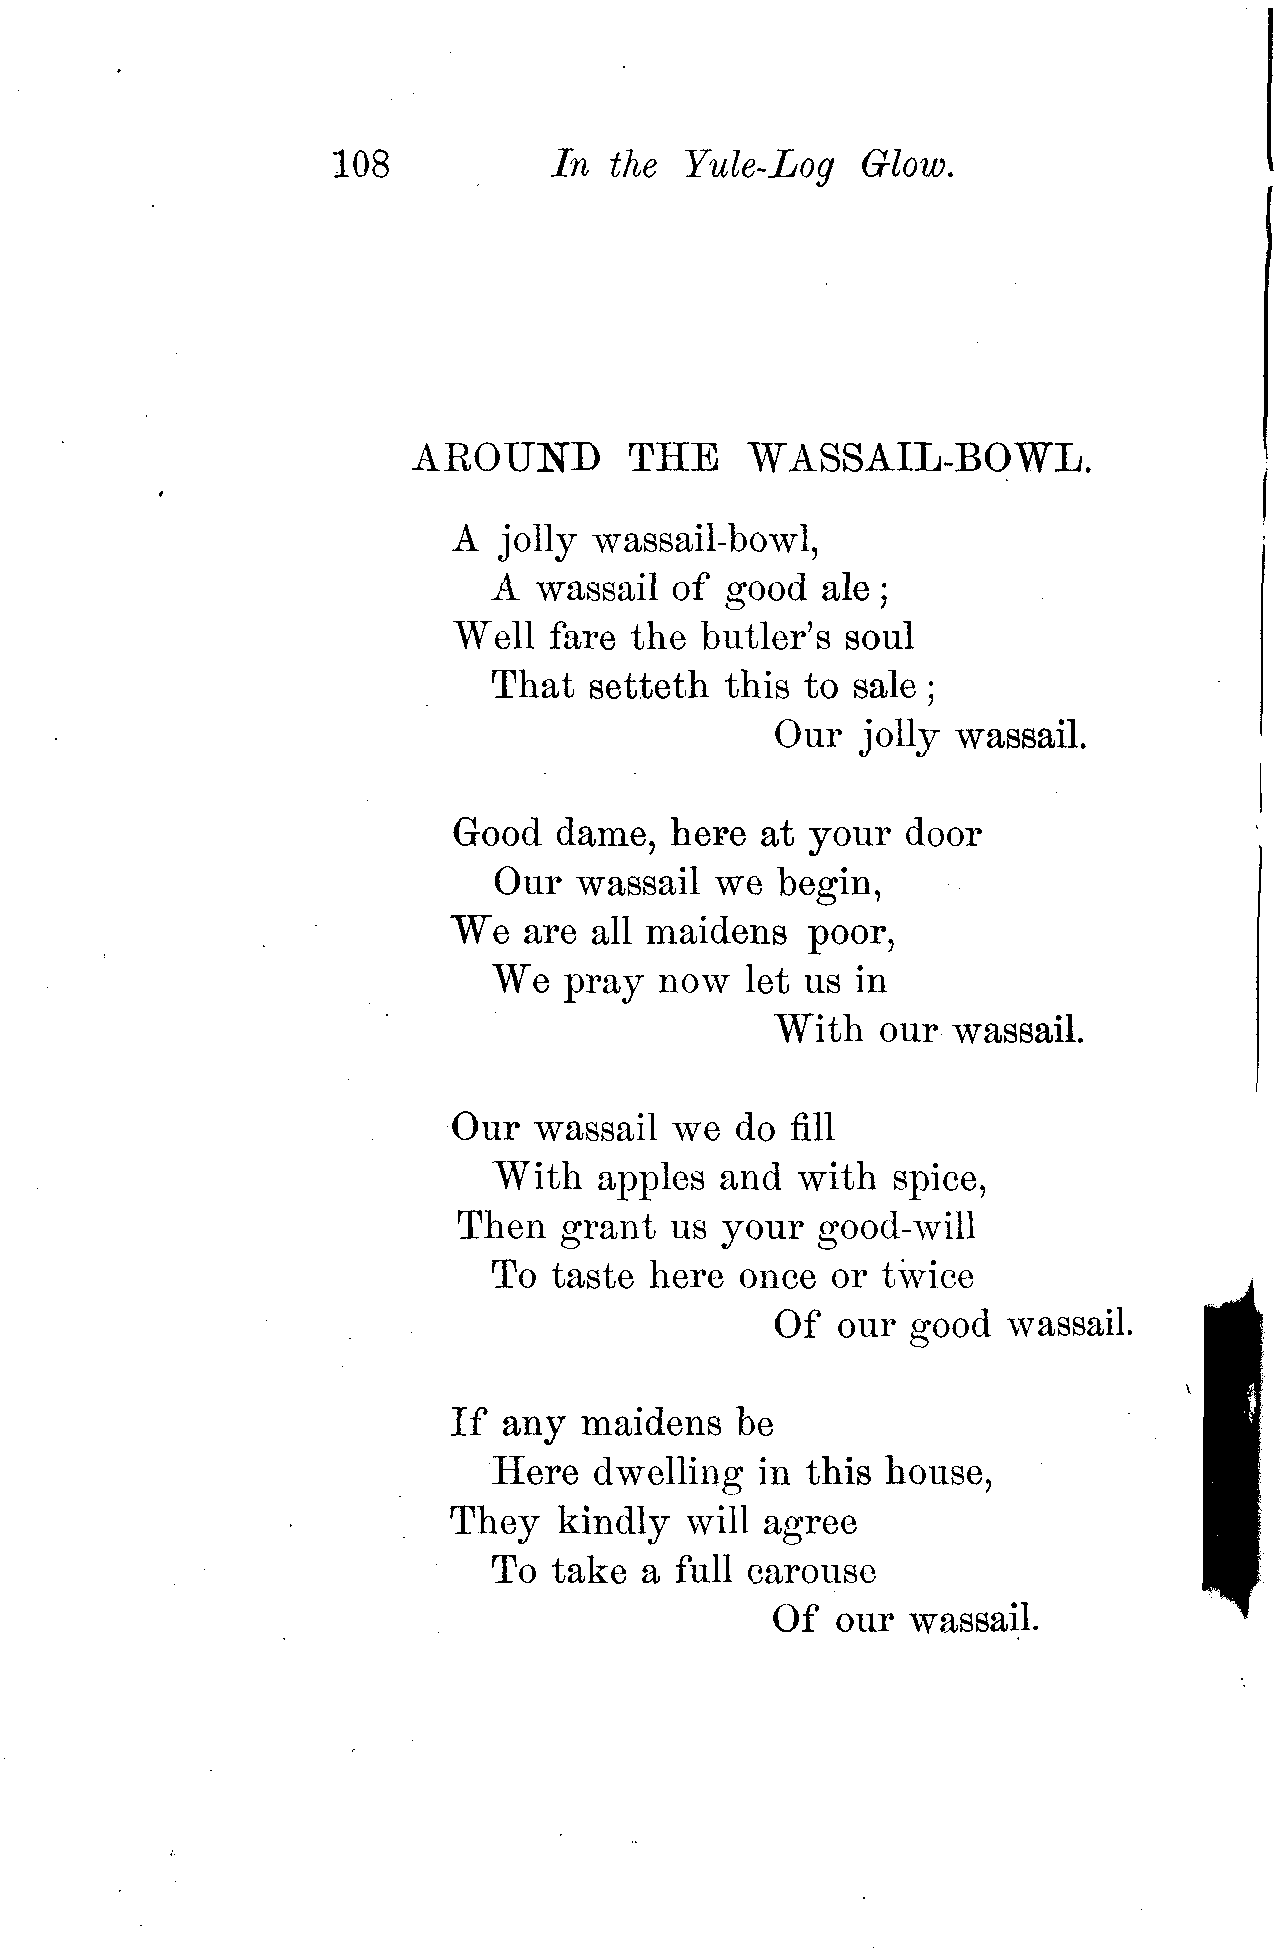 108 In the Yule-Log Glow.
AROUND THE WASSAIL-BOWL.
A jolly wassail-bowl,
A wassail of good ale;
Well fare the butler's soul
That setteth this to sale;
Our jolly wassail.
Good dame, here at your door
Our wassail we begin,
We are all maidens poor,
We pray now let us in
With our wassail.
Our wassail we do fill
With apples and with spice,
Then grant us your good-will
To taste here once or twice
Of our good wassail.
If any maidens be
Here dwelling in this house,
They kindly will agree
To take a full carouse
Of our wassail.